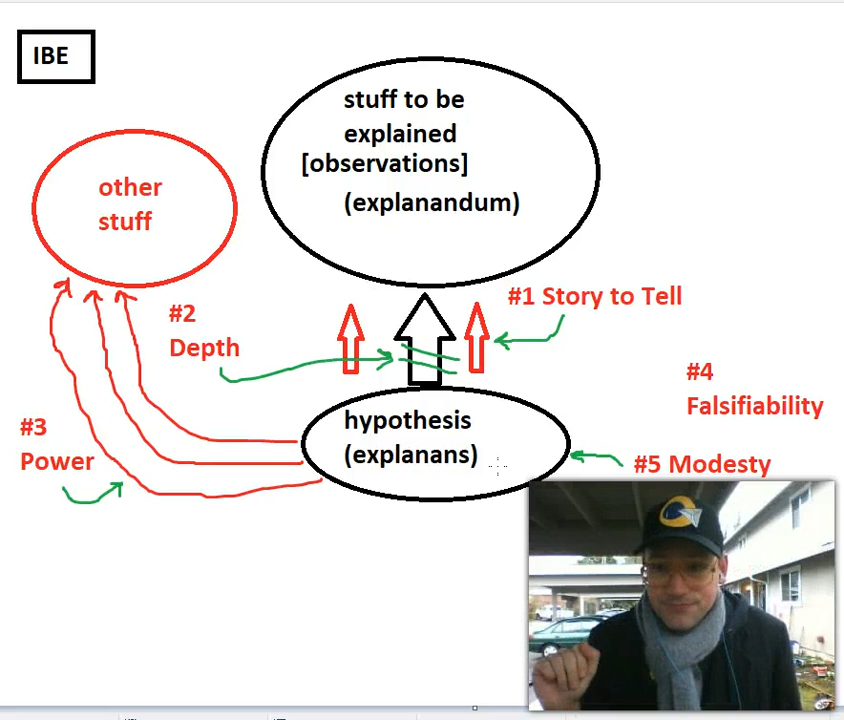 IBE
stuff to be
explained
[observations]
(explanandum)
other
stuff
#1 Story to Tell
#2
Depth
#4
Falsifiability
hypothesis
(explanans)
#3
Power
#5 Modesty